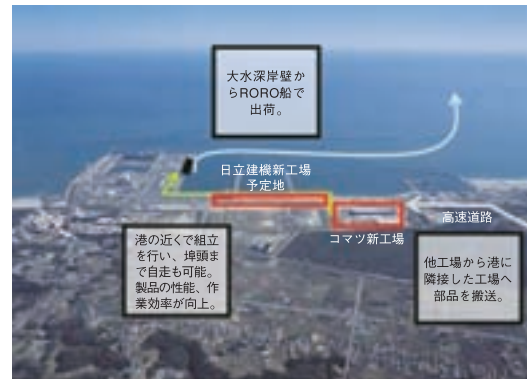 大水深岸壁か
らRORO船で
出荷。
日立建機新工場
予定地
高速道路
コマツ新工場
港の近くで組立
を行い、埠頭ま
で自走も可能。
製品の性能、作
業効率が向上。
他工場から港に
隣接した工場へ
部品を搬送。